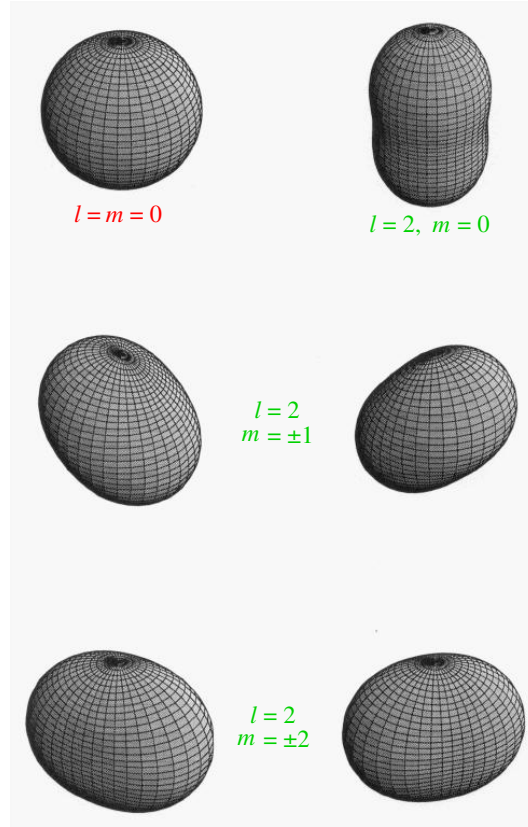 l = m = 0
l = 2, m = 0
l = 2
m = ±1
l = 2
m = ±2